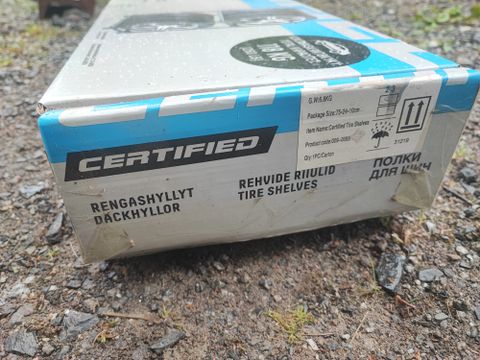 G.W:6.8KG
Package Size:75-24-10cm
Item Name:Certified Tire Shelves
Qty:1PC/Carton
31219
CERTIFIED
RENGASHYLLYT
DÄCKHYLLOR
REHVIDE RIIULID
TIRE SHELVES
ПОЛКИ
ДЛЯ ШИН